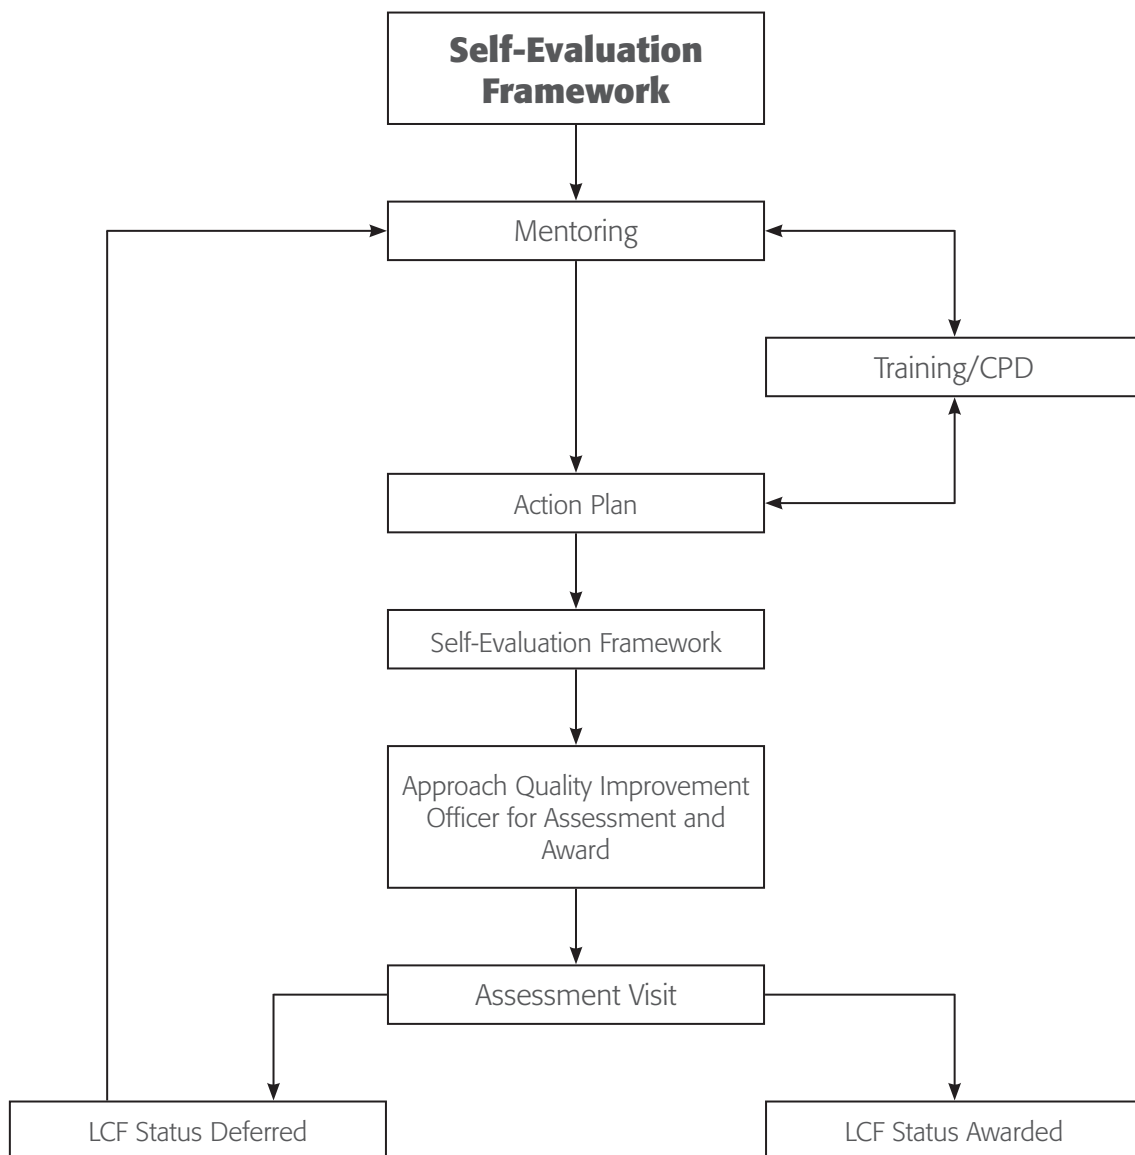 Self-Evaluation
Framework
Mentoring
Training/CPD
Action Plan
Self-Evaluation Framework
Approach Quality Improvement
Officer for Assessment and
Award
Assessment Visit
LCF Status Deferred
LCF Status Awarded